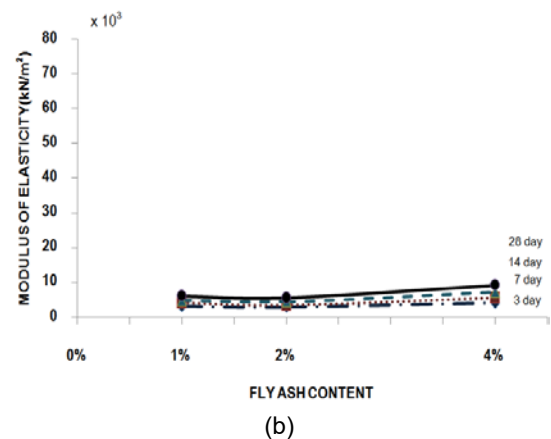 x 10³
80
70
60
50
40
30
20
10
0
MODULUS OF ELASTICITY(kN/m²)
28 day
14 day
7 day
3 day
0% 1% 2% 4%
FLY ASH CONTENT
(b)